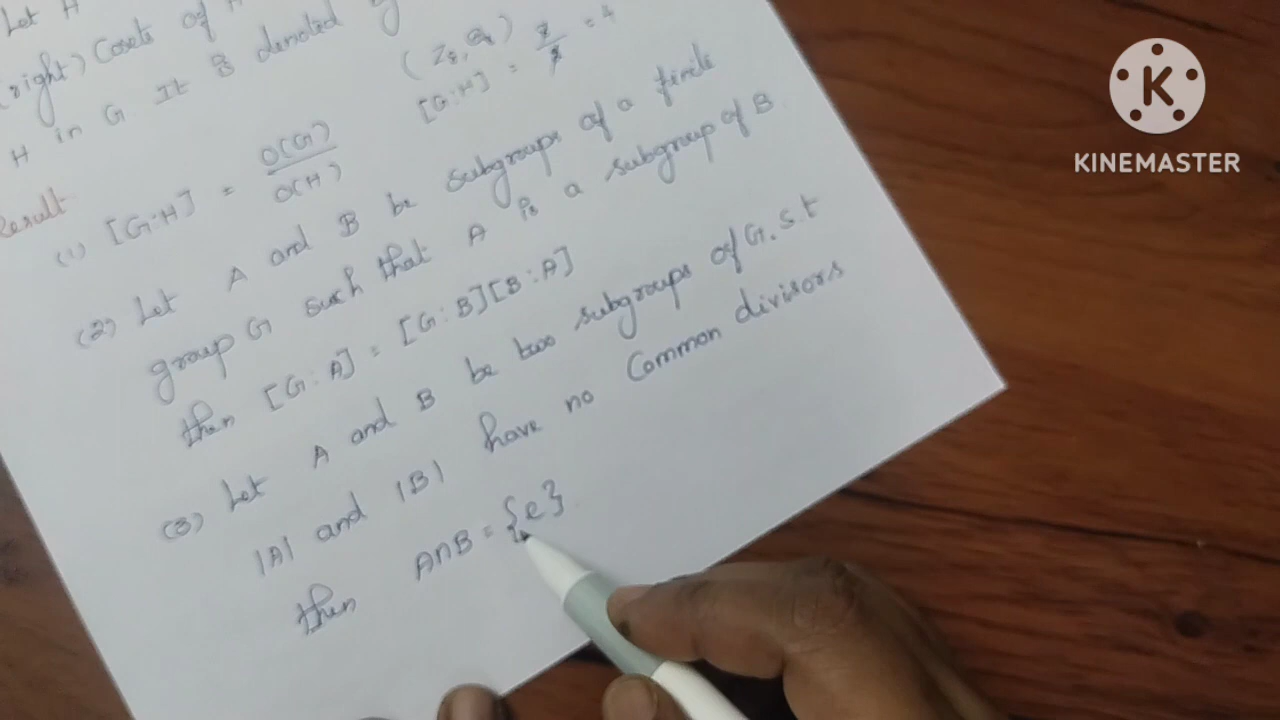 Let
(right) Cosets of
H in G It is denoted
(Z8, ⊕8)
[G:H] = 8/2 = 4
Result
(1) [G:H] = O(G)/O(H)
(2) Let A and B be subgroups of a finite
group G such that A is a subgroup of B
then [G:A] = [G:B][B:A]
(3) Let A and B be two subgroups of G. s.t
|A| and |B| have no Common divisors
then A∩B = {e}
K
KINEMASTER